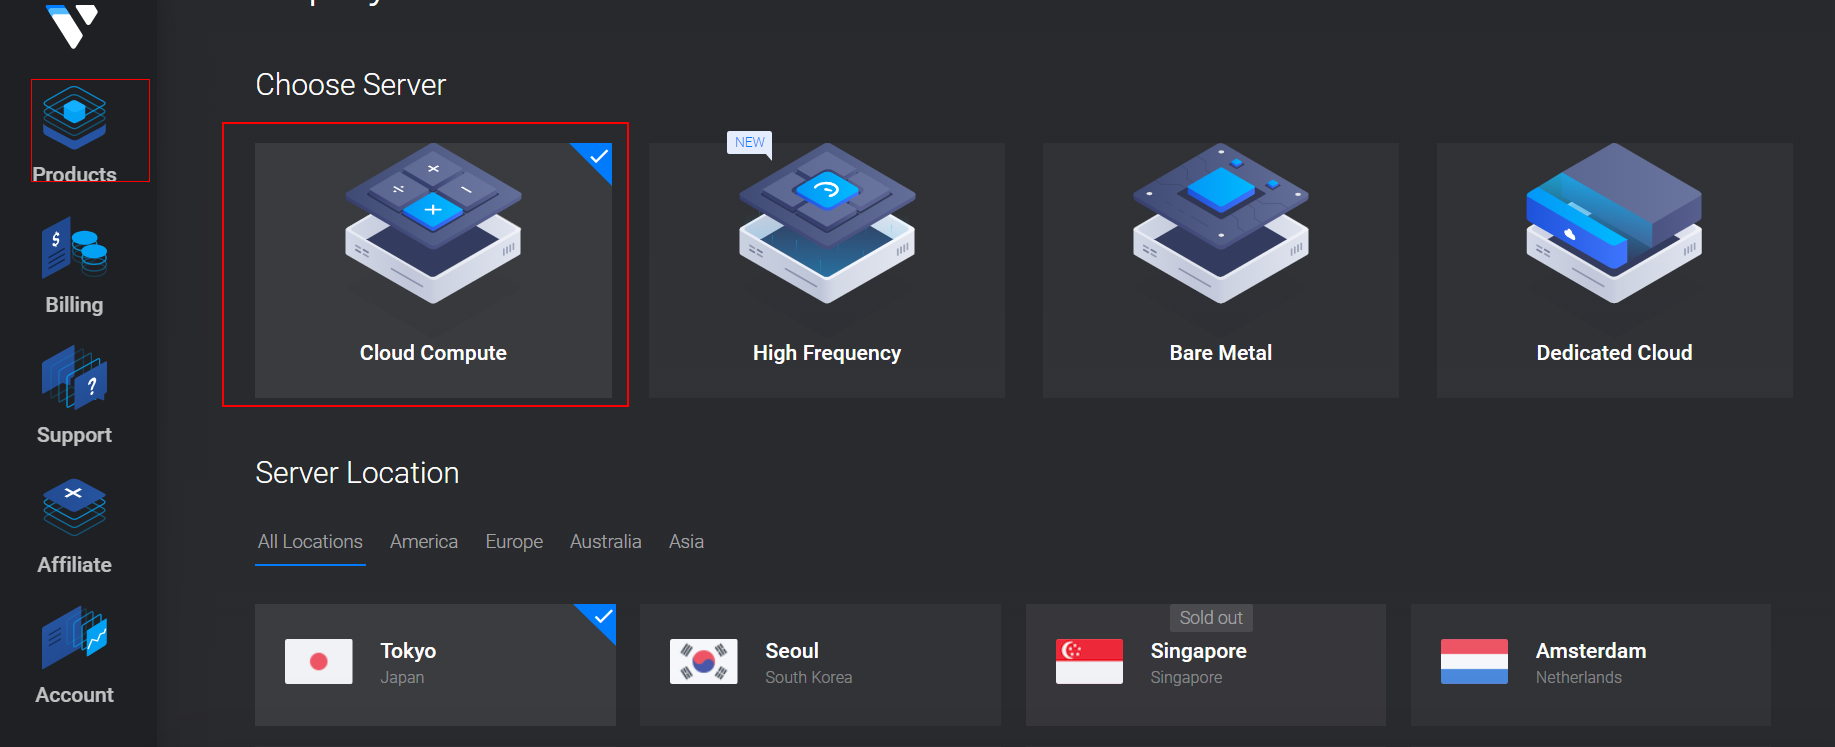 Choose Server
NEW
Cloud Compute
High Frequency
Bare Metal
Dedicated Cloud
Products
Billing
Support
Affiliate
Account
Server Location
All Locations
America
Europe
Australia
Asia
Tokyo
Japan
Seoul
South Korea
Sold out
Singapore
Singapore
Amsterdam
Netherlands